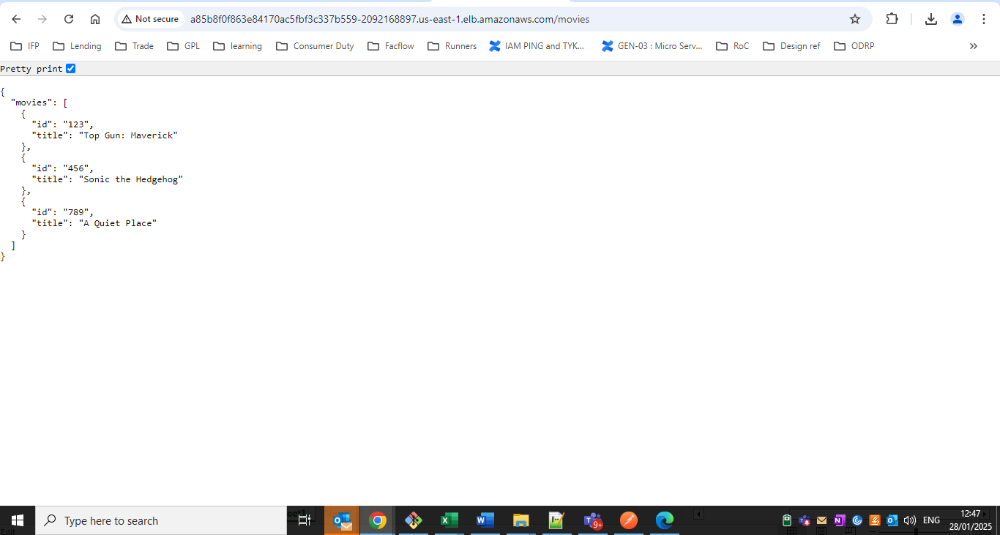 Not secure a85b8f0f863e84170ac5fbf3c337b559-2092168897.us-east-1.elb.amazonaws.com/movies
IFP Lending Trade GPL learning Consumer Duty Facflow Runners IAM PING and TYK... GEN-03 : Micro Serv... RoC Design ref ODRP
Pretty print
{
  "movies": [
    {
      "id": "123",
      "title": "Top Gun: Maverick"
    },
    {
      "id": "456",
      "title": "Sonic the Hedgehog"
    },
    {
      "id": "789",
      "title": "A Quiet Place"
    }
  ]
}
Type here to search
9+
ENG
12:47
28/01/2025